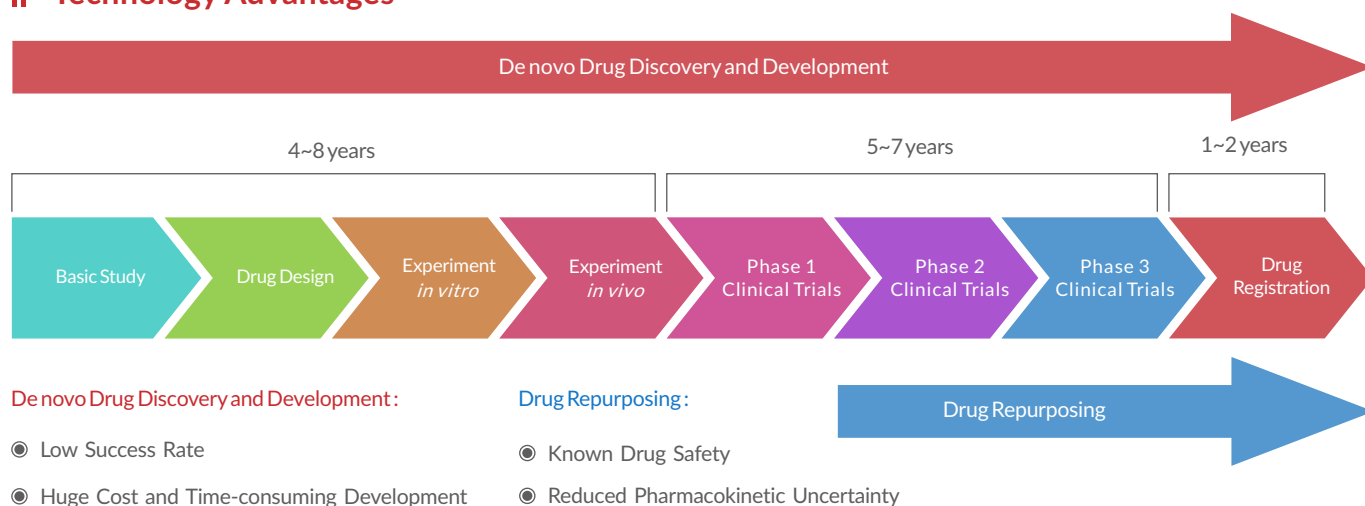 Technology Advantages
De novo Drug Discovery and Development
4~8 years
5~7 years
1~2 years
Basic Study
Drug Design
Experiment
in vitro
Experiment
in vivo
Phase 1
Clinical Trials
Phase 2
Clinical Trials
Phase 3
Clinical Trials
Drug
Registration
Drug Repurposing
De novo Drug Discovery and Development :
Low Success Rate
Huge Cost and Time-consuming Development
Drug Repurposing :
Known Drug Safety
Reduced Pharmacokinetic Uncertainty